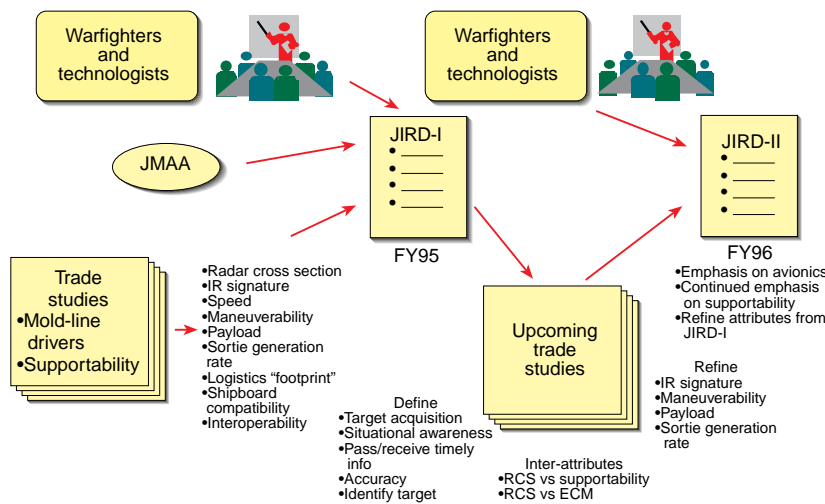 Warfighters
and
technologists
Warfighters
and
technologists
JMAA
JIRD-I
FY95
JIRD-II
FY96
Trade
studies
•Mold-line
drivers
•Supportability
•Radar cross section
•IR signature
•Speed
•Maneuverability
•Payload
•Sortie generation
rate
•Logistics “footprint”
•Shipboard
compatibility
•Interoperability
Define
•Target acquisition
•Situational awareness
•Pass/receive timely
info
•Accuracy
•Identify target
Upcoming
trade
studies
Inter-attributes
•RCS vs supportability
•RCS vs ECM
•Emphasis on avionics
•Continued emphasis
on supportability
•Refine attributes from
JIRD-I
Refine
•IR signature
•Maneuverability
•Payload
•Sortie generation
rate